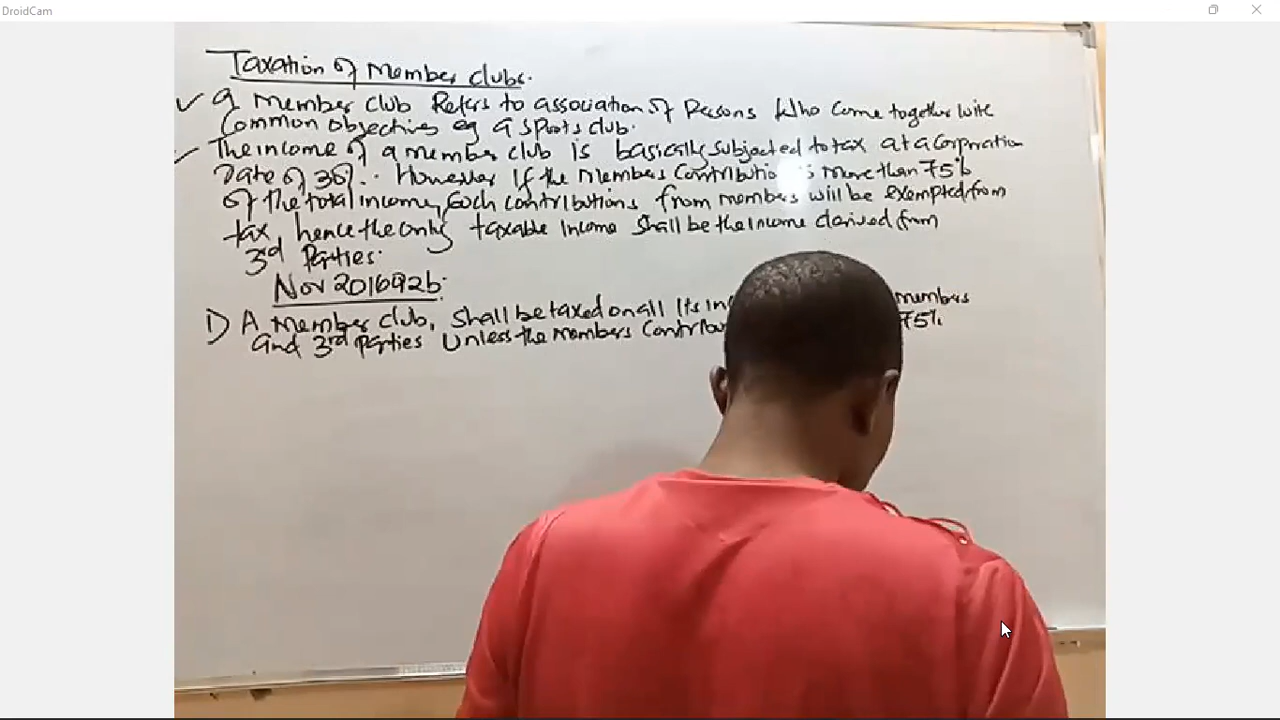 DroidCam
Taxation of Member clubs.
A Member club Refers to association of Persons who come together with
Common objectives eg a sports club.
The income of a member club is basically subjected to tax at a corporation
rate of 30%. However if the members Contributio is more than 75%
of the total income, such contributions from members will be exempted from
tax, hence the only taxable income shall be the income derived from
3rd Parties.
Nov 2016 Q2b.
1) A member club, shall be taxed on all its in members
and 3rd parties unless the members 75%